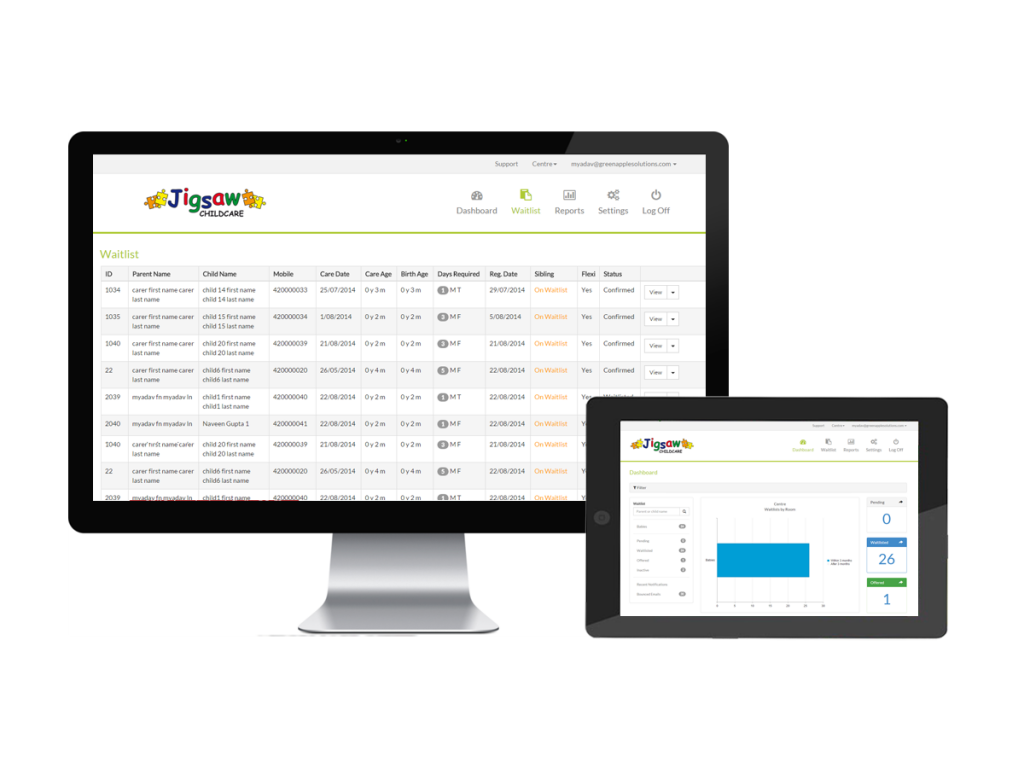 Support Centre myadav@greenapplesolutions.com
Jigsaw
CHILDCARE
Dashboard Waitlist Reports Settings Log Off
Waitlist
ID Parent Name Child Name Mobile Care Date Care Age Birth Age Days Required Reg. Date Sibling Flexi Status
1034 carer first name carer child 14 first name 420000033 25/07/2014 0 y 3 m 0 y 3 m 1 M T 29/07/2014 On Waitlist Yes Confirmed View
last name child 14 last name
1035 carer first name carer child 15 first name 420000034 1/08/2014 0 y 2 m 0 y 2 m 3 M F 5/08/2014 On Waitlist Yes Confirmed View
last name child 15 last name
1040 carer first name carer child 20 first name 420000039 21/08/2014 0 y 2 m 0 y 2 m 3 M F 21/08/2014 On Waitlist Yes Confirmed View
last name child 20 last name
22 carer first name carer child6 first name 420000020 26/05/2014 0 y 4 m 0 y 4 m 5 M F 22/08/2014 On Waitlist Yes Confirmed View
last name child6 last name
2039 myadav fn myadav ln child1 first name 420000040 22/08/2014 0 y 2 m 0 y 2 m 1 M T 22/08/2014 On Waitlist
child1 last name
2040 myadav fn myadav ln Naveen Gupta 1 420000041 22/08/2014 0 y 2 m 0 y 2 m 1 M F 22/08/2014 On Waitlist
1040 carer first name carer child 20 first name 420000039 21/08/2014 0 y 2 m 0 y 2 m 3 M F 21/08/2014 On Waitlist
last name child 20 last name
22 carer first name carer child6 first name 420000020 26/05/2014 0 y 4 m 0 y 4 m 5 M F 22/08/2014 On Waitlist
last name child6 last name
2039 myadav fn myadav ln child1 first name 420000040 22/08/2014 0 y 2 m 0 y 2 m 1 M T 22/08/2014 On Waitlist
Support Centre
Jigsaw
CHILDCARE
Dashboard Waitlist Reports Settings Log Off
Dashboard
Filter
Waitlist
Centre
Waitlist by Room
Pending
0
Waitlisted
26
Offered
1
Status
Pending
Waitlisted
Offered
Inactive
0 5 10 15 20 25 30